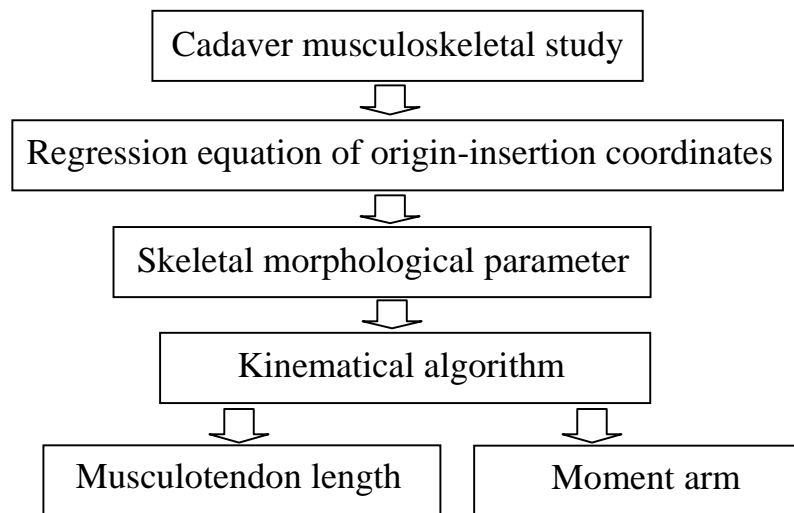 Cadaver musculoskeletal study
Regression equation of origin-insertion coordinates
Skeletal morphological parameter
Kinematical algorithm
Musculotendon length
Moment arm